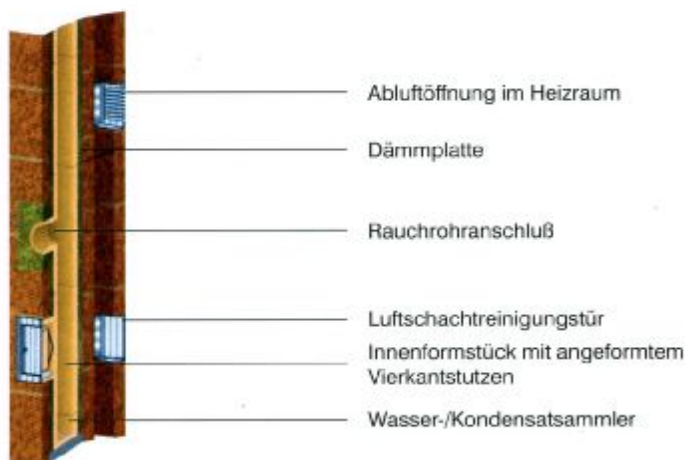 Abluftöffnung im Heizraum
Dämmplatte
Rauchrohranschluß
Luftschachtreinigungstür
Innenformstück mit angeformtem
Vierkantstutzen
Wasser-/Kondensatsammler